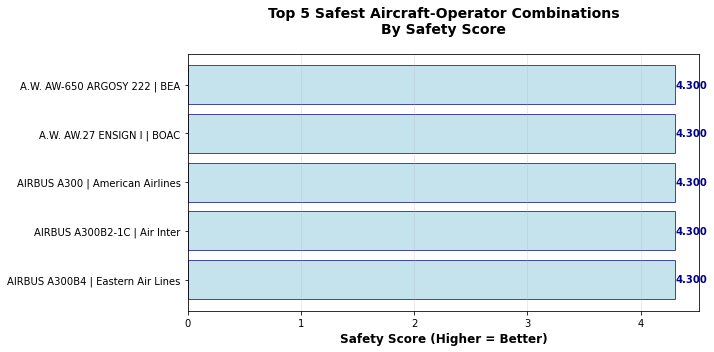 Top 5 Safest Aircraft-Operator Combinations
By Safety Score
A.W. AW-650 ARGOSY 222 | BEA
4.300
A.W. AW.27 ENSIGN I | BOAC
4.300
AIRBUS A300 | American Airlines
4.300
AIRBUS A300B2-1C | Air Inter
4.300
AIRBUS A300B4 | Eastern Air Lines
4.300
0
1
2
3
4
Safety Score (Higher = Better)